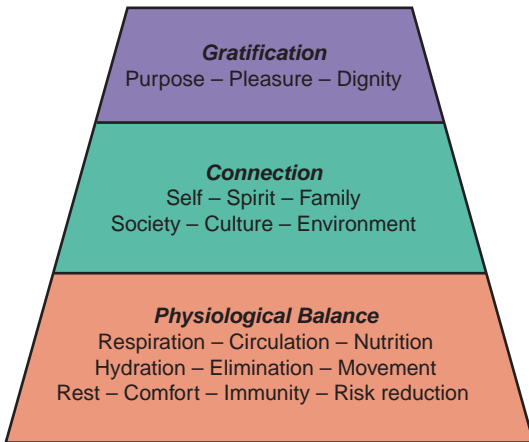 Gratification
Purpose – Pleasure – Dignity
Connection
Self – Spirit – Family
Society – Culture – Environment
Physiological Balance
Respiration – Circulation – Nutrition
Hydration – Elimination – Movement
Rest – Comfort – Immunity – Risk reduction